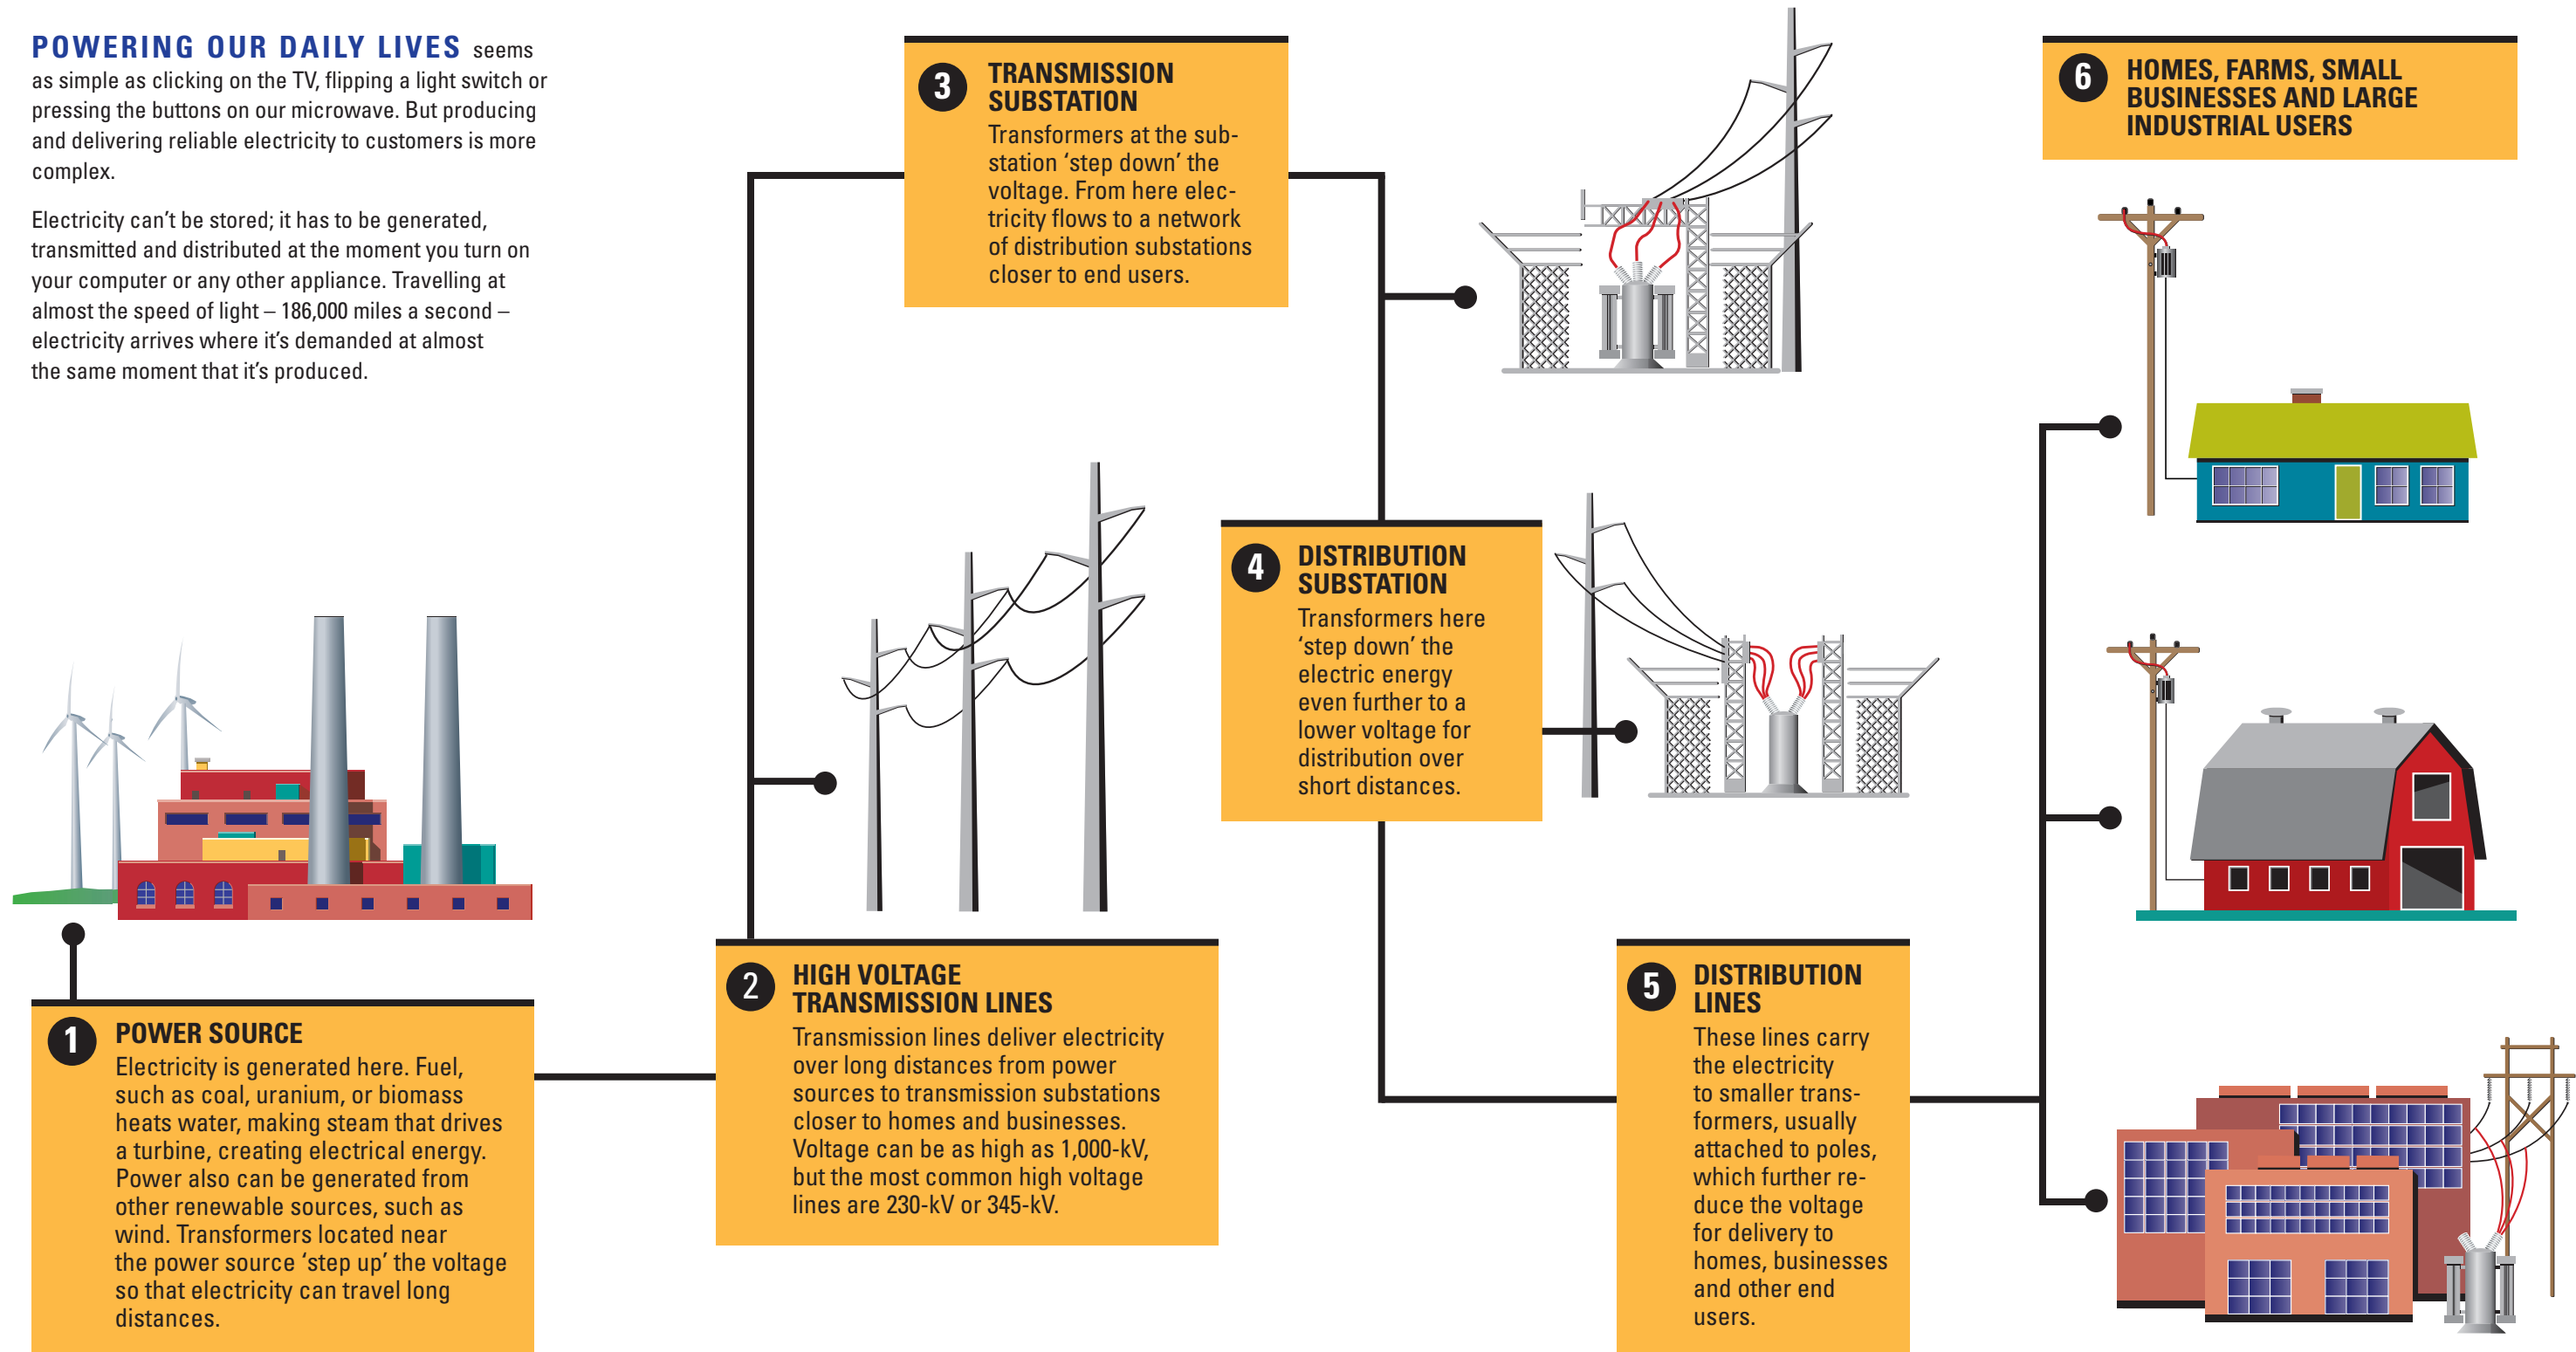 POWERING OUR DAILY LIVES seems
as simple as clicking on the TV, flipping a light switch or
pressing the buttons on our microwave. But producing
and delivering reliable electricity to customers is more
complex.
Electricity can’t be stored; it has to be generated,
transmitted and distributed at the moment you turn on
your computer or any other appliance. Travelling at
almost the speed of light – 186,000 miles a second –
electricity arrives where it’s demanded at almost
the same moment that it’s produced.
1 POWER SOURCE
Electricity is generated here. Fuel,
such as coal, uranium, or biomass
heats water, making steam that drives
a turbine, creating electrical energy.
Power also can be generated from
other renewable sources, such as
wind. Transformers located near
the power source ‘step up’ the voltage
so that electricity can travel long
distances.
2 HIGH VOLTAGE
TRANSMISSION LINES
Transmission lines deliver electricity
over long distances from power
sources to transmission substations
closer to homes and businesses.
Voltage can be as high as 1,000-kV,
but the most common high voltage
lines are 230-kV or 345-kV.
3 TRANSMISSION
SUBSTATION
Transformers at the sub-
station ‘step down’ the
voltage. From here elec-
tricity flows to a network
of distribution substations
closer to end users.
4 DISTRIBUTION
SUBSTATION
Transformers here
‘step down’ the
electric energy
even further to a
lower voltage for
distribution over
short distances.
5 DISTRIBUTION
LINES
These lines carry
the electricity
to smaller trans-
formers, usually
attached to poles,
which further re-
duce the voltage
for delivery to
homes, businesses
and other end
users.
6 HOMES, FARMS, SMALL
BUSINESSES AND LARGE
INDUSTRIAL USERS